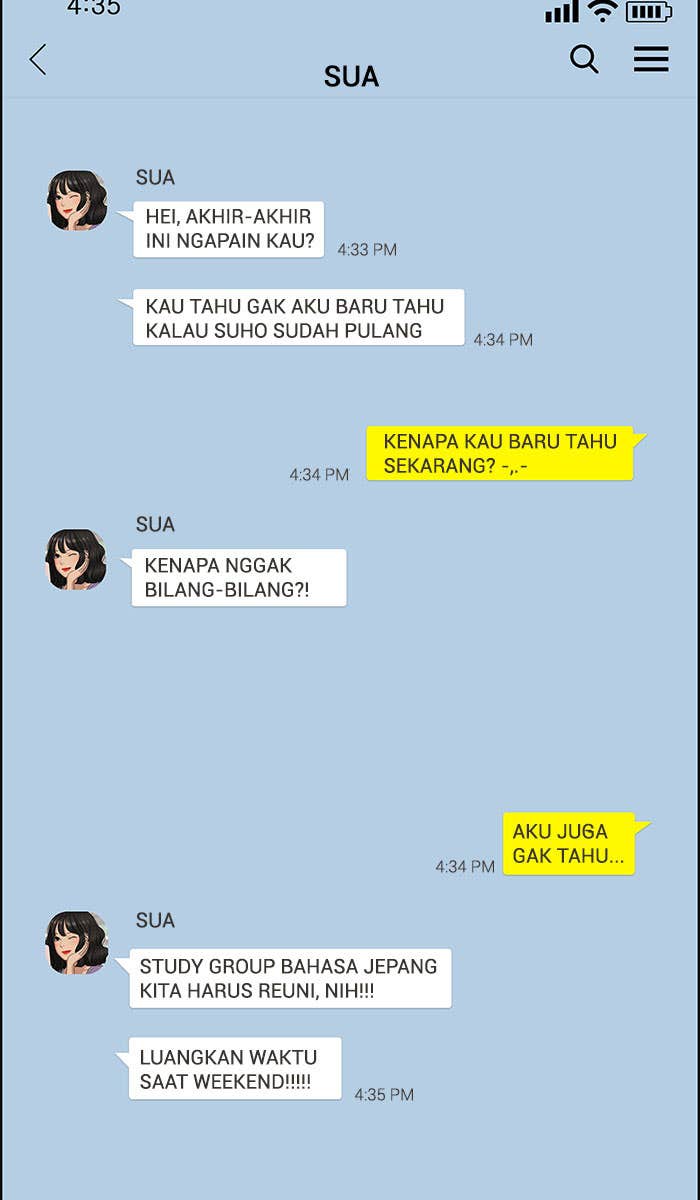 4:35
SUA
SUA
HEI, AKHIR-AKHIR
INI NGAPAIN KAU?
4:33 PM
KAU TAHU GAK AKU BARU TAHU
KALAU SUHO SUDAH PULANG
4:34 PM
KENAPA KAU BARU TAHU
SEKARANG? -,.-
4:34 PM
SUA
KENAPA NGGAK
BILANG-BILANG?!
AKU JUGA
GAK TAHU...
4:34 PM
SUA
STUDY GROUP BAHASA JEPANG
KITA HARUS REUNI, NIH!!!
LUANGKAN WAKTU
SAAT WEEKEND!!!!!
4:35 PM